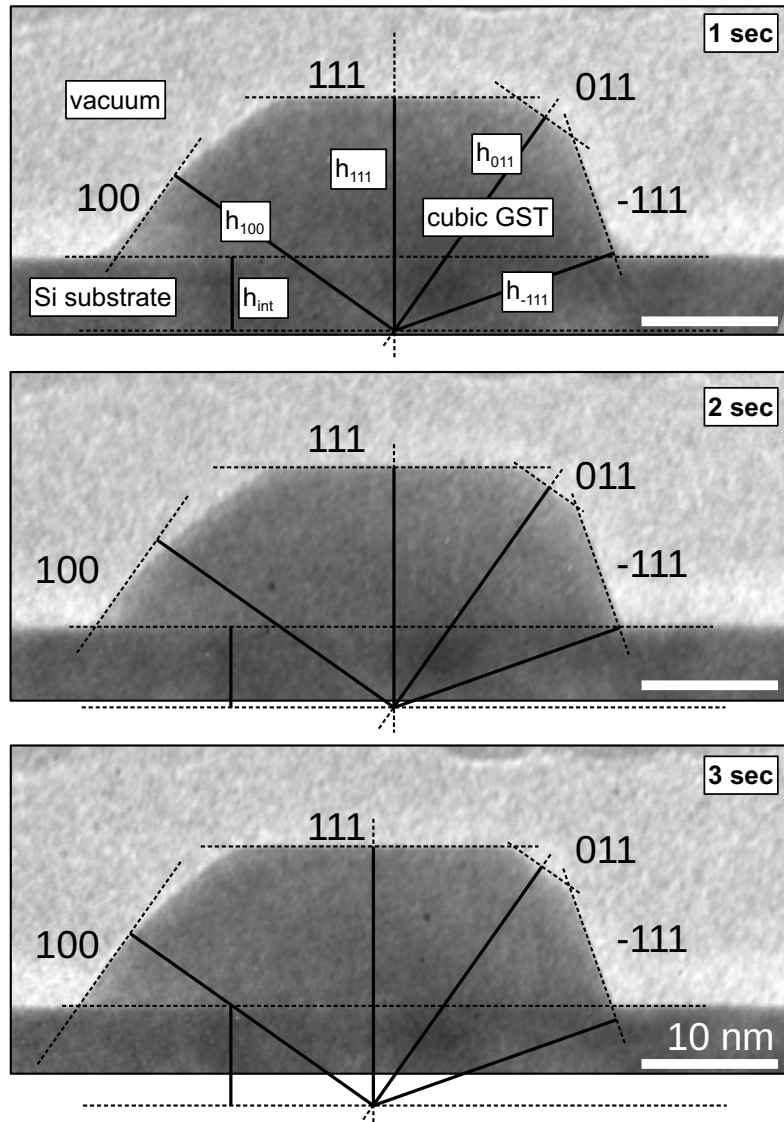 1 sec
111
011
vacuum
h011
h111
100
-111
h100
cubic GST
Si substrate
hint
h-111
2 sec
111
011
100
-111
3 sec
111
011
100
-111
10 nm